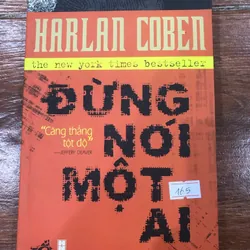 HARLAN COBEN
the new york times bestseller
ĐỪNG
"Căng thẳng
tột độ"
NÓI
MỘT
165
AI